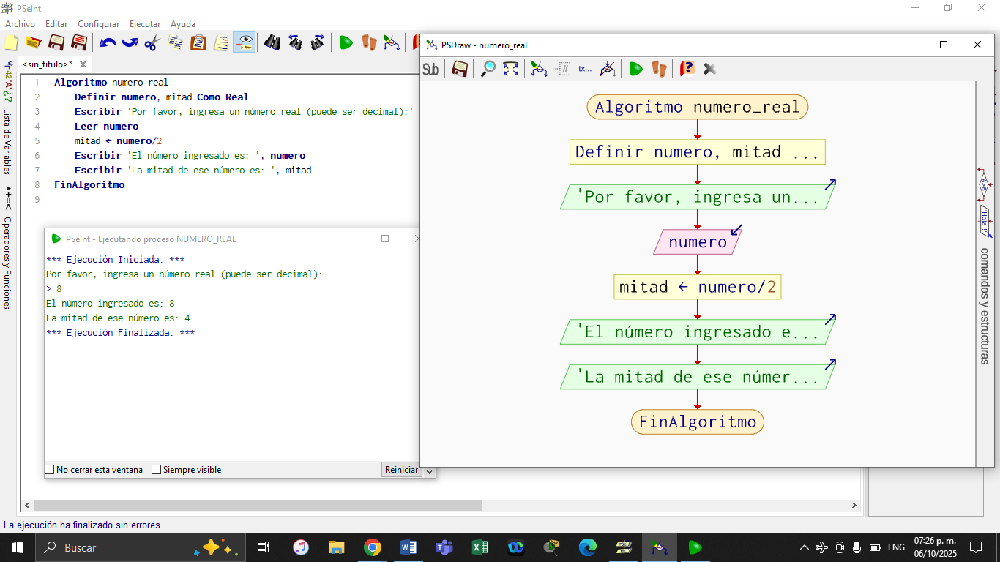 PSeInt
Archivo Editar Configurar Ejecutar Ayuda
<sin_titulo>* X
1 Algoritmo numero_real
2 Definir numero, mitad Como Real
3 Escribir 'Por favor, ingresa un número real (puede ser decimal):'
4 Leer numero
5 mitad ← numero/2
6 Escribir 'El número ingresado es: ', numero
7 Escribir 'La mitad de ese número es: ', mitad
8 FinAlgoritmo
9
42 'A' ¿? Lista de Variables
*+=< Operadores y Funciones
PSeInt - Ejecutando proceso NUMERO_REAL
*** Ejecución Iniciada. ***
Por favor, ingresa un número real (puede ser decimal):
> 8
El número ingresado es: 8
La mitad de ese número es: 4
*** Ejecución Finalizada. ***
No cerrar esta ventana Siempre visible Reiniciar
PSDraw - numero_real
Sub tx...
Algoritmo numero_real
Definir numero, mitad ...
'Por favor, ingresa un...
numero
mitad ← numero/2
'El número ingresado e...
'La mitad de ese númer...
FinAlgoritmo
A>B
'Hola !'
comandos y estructuras
La ejecución ha finalizado sin errores.
Buscar
ENG
07:26 p. m.
06/10/2025